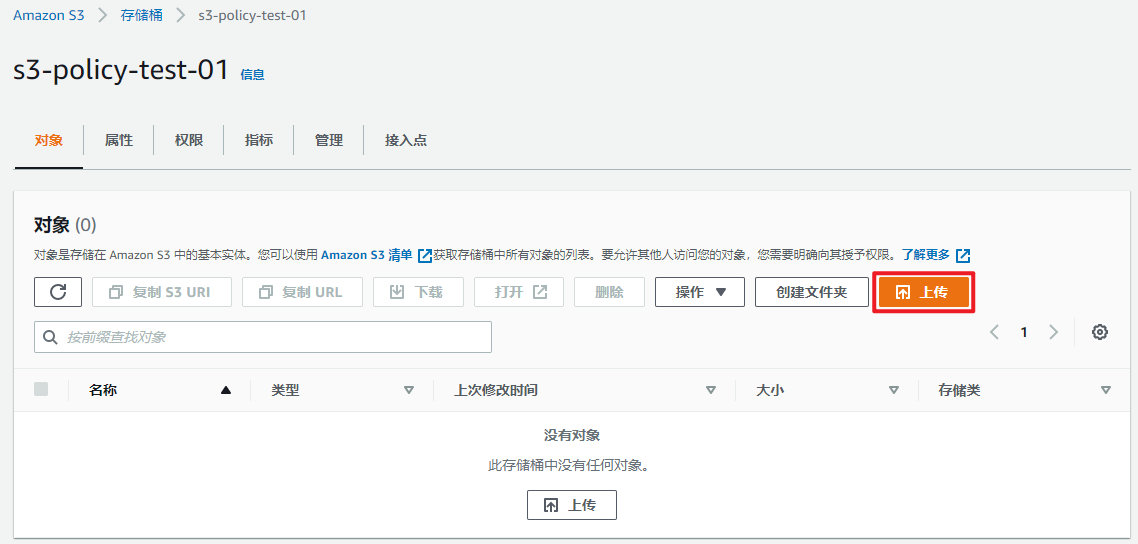 Amazon S3 > 存储桶 > s3-policy-test-01
s3-policy-test-01 信息
对象 属性 权限 指标 管理 接入点
对象 (0)
对象是存储在 Amazon S3 中的基本实体。您可以使用 Amazon S3 清单 获取存储桶中所有对象的列表。要允许其他人访问您的对象，您需要明确向其授予权限。了解更多
复制 S3 URI 复制 URL 下载 打开 删除 操作 创建文件夹 上传
按前缀查找对象 1
名称 类型 上次修改时间 大小 存储类
没有对象
此存储桶中没有任何对象。
上传